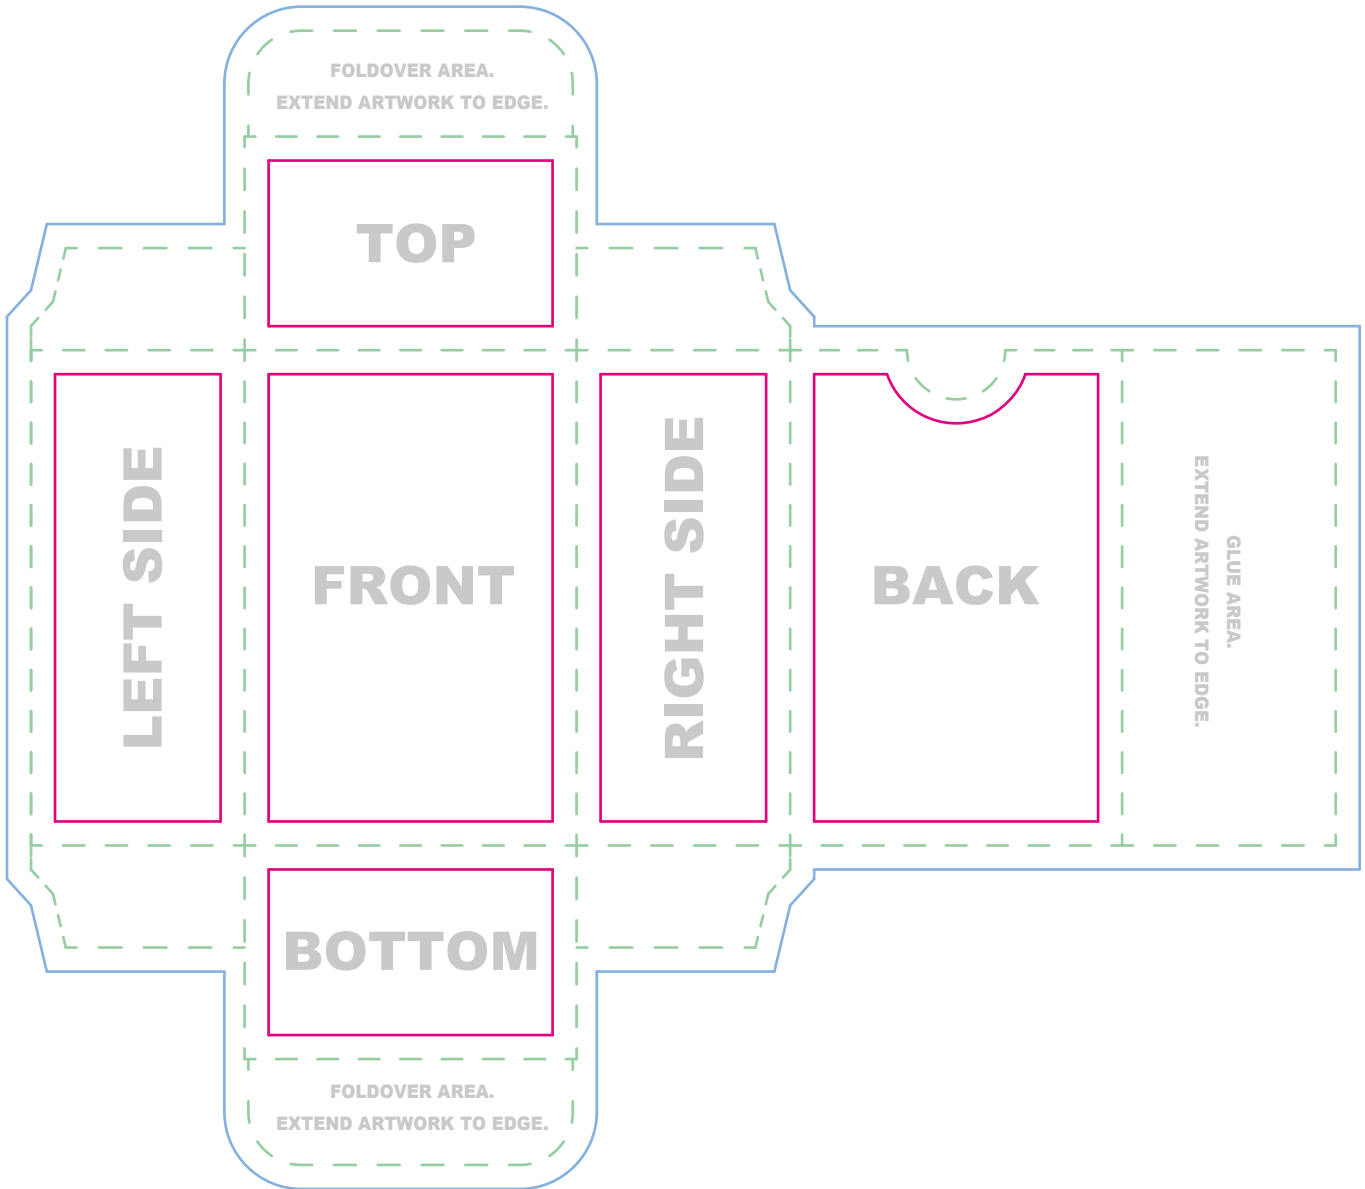 FOLDOVER AREA.
EXTEND ARTWORK TO EDGE.
TOP
LEFT SIDE
FRONT
RIGHT SIDE
BACK
GLUE AREA.
EXTEND ARTWORK TO EDGE.
BOTTOM
FOLDOVER AREA.
EXTEND ARTWORK TO EDGE.